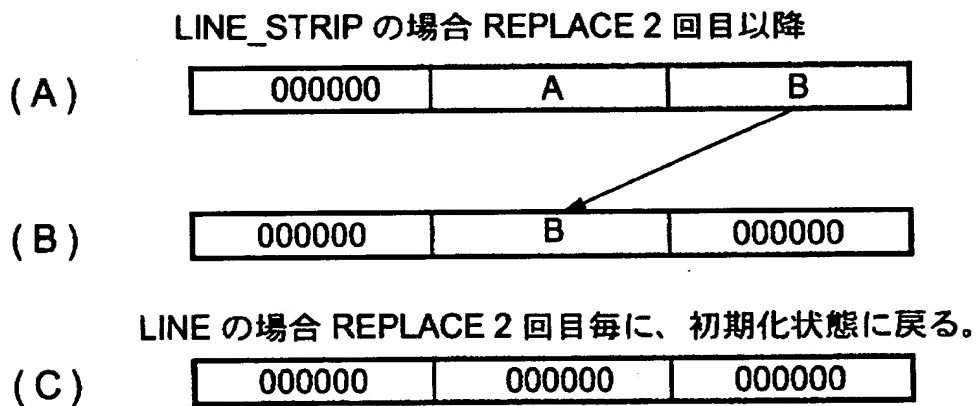 LINE_STRIP の場合 REPLACE 2 回目以降
(A) 000000 A B
(B) 000000 B 000000
LINE の場合 REPLACE 2 回目毎に、初期化状態に戻る。
(C) 000000 000000 000000